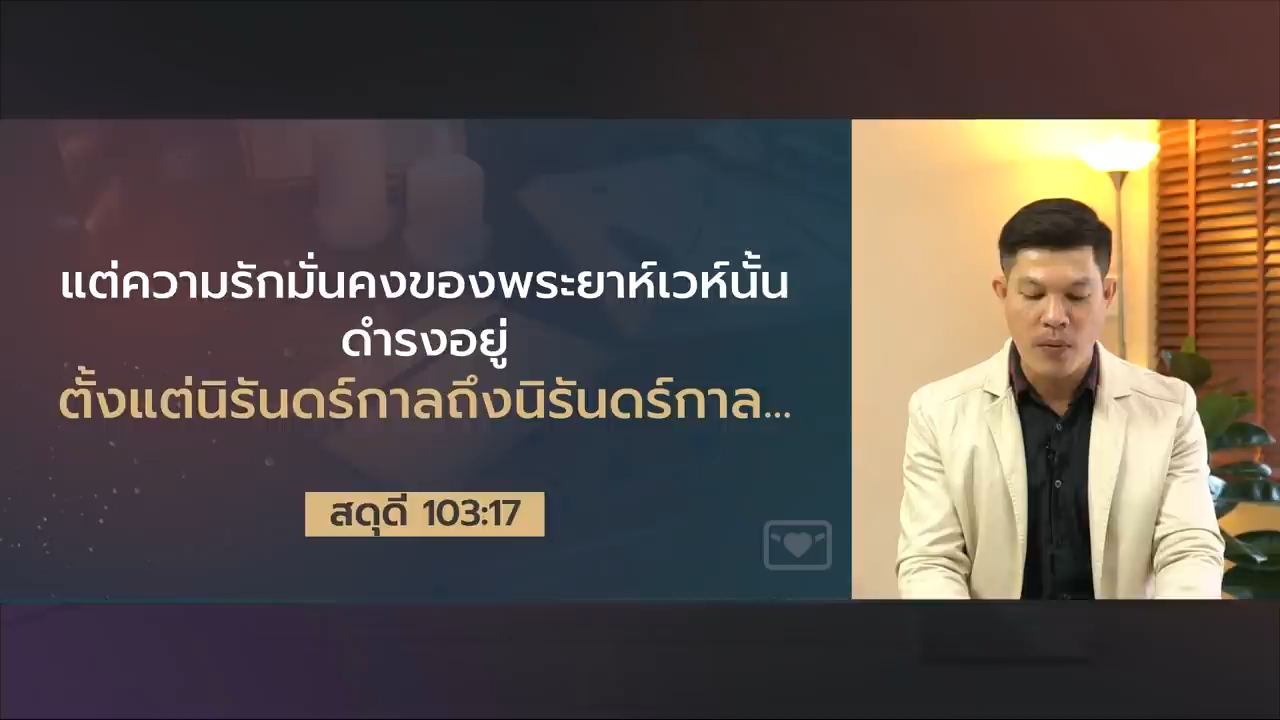 แต่ความรักมั่นคงของพระยาห์เวห์นั้น
ดำรงอยู่
ตั้งแต่นิรันดร์กาลถึงนิรันดร์กาล...
สดุดี 103:17